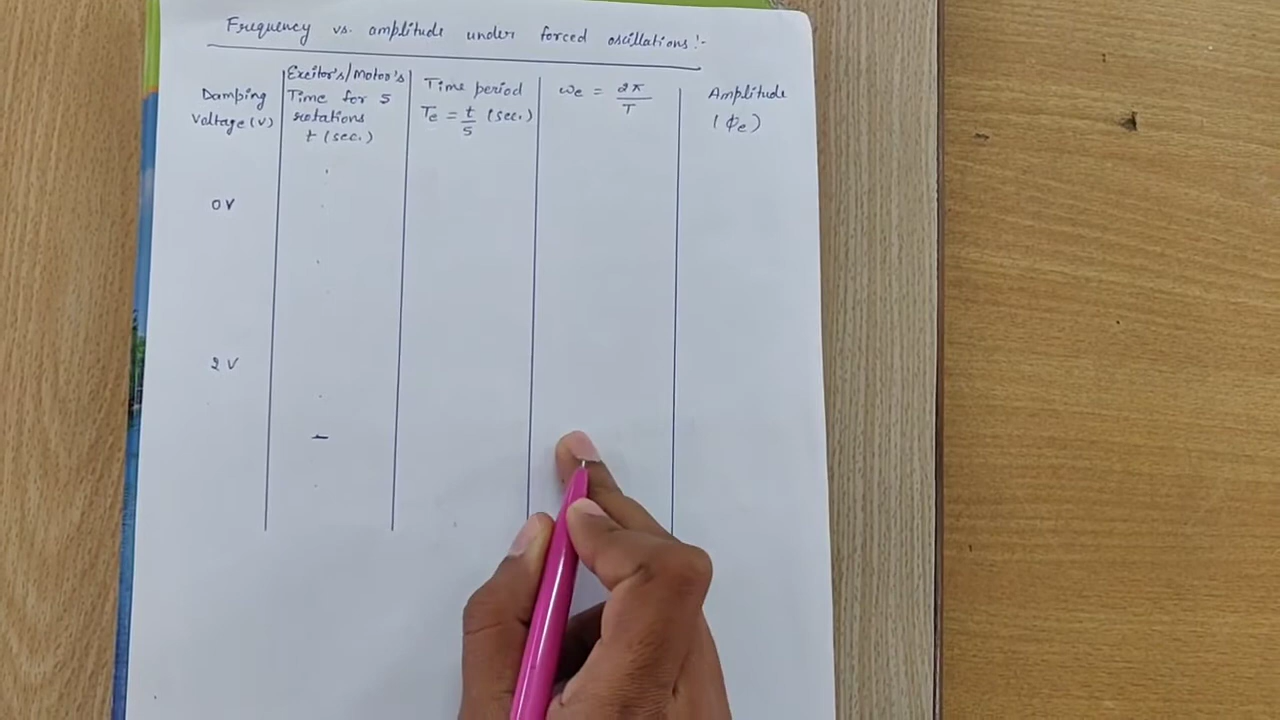 Frequency vs. amplitude under forced oscillations:-
Damping
Voltage (V)
Exciter's/Motor's
Time for 5
rotations
t (sec.)
Time period
Te = t/5 (sec.)
ωe = 2π/T
Amplitude
(ϕe)
0 V
2 V